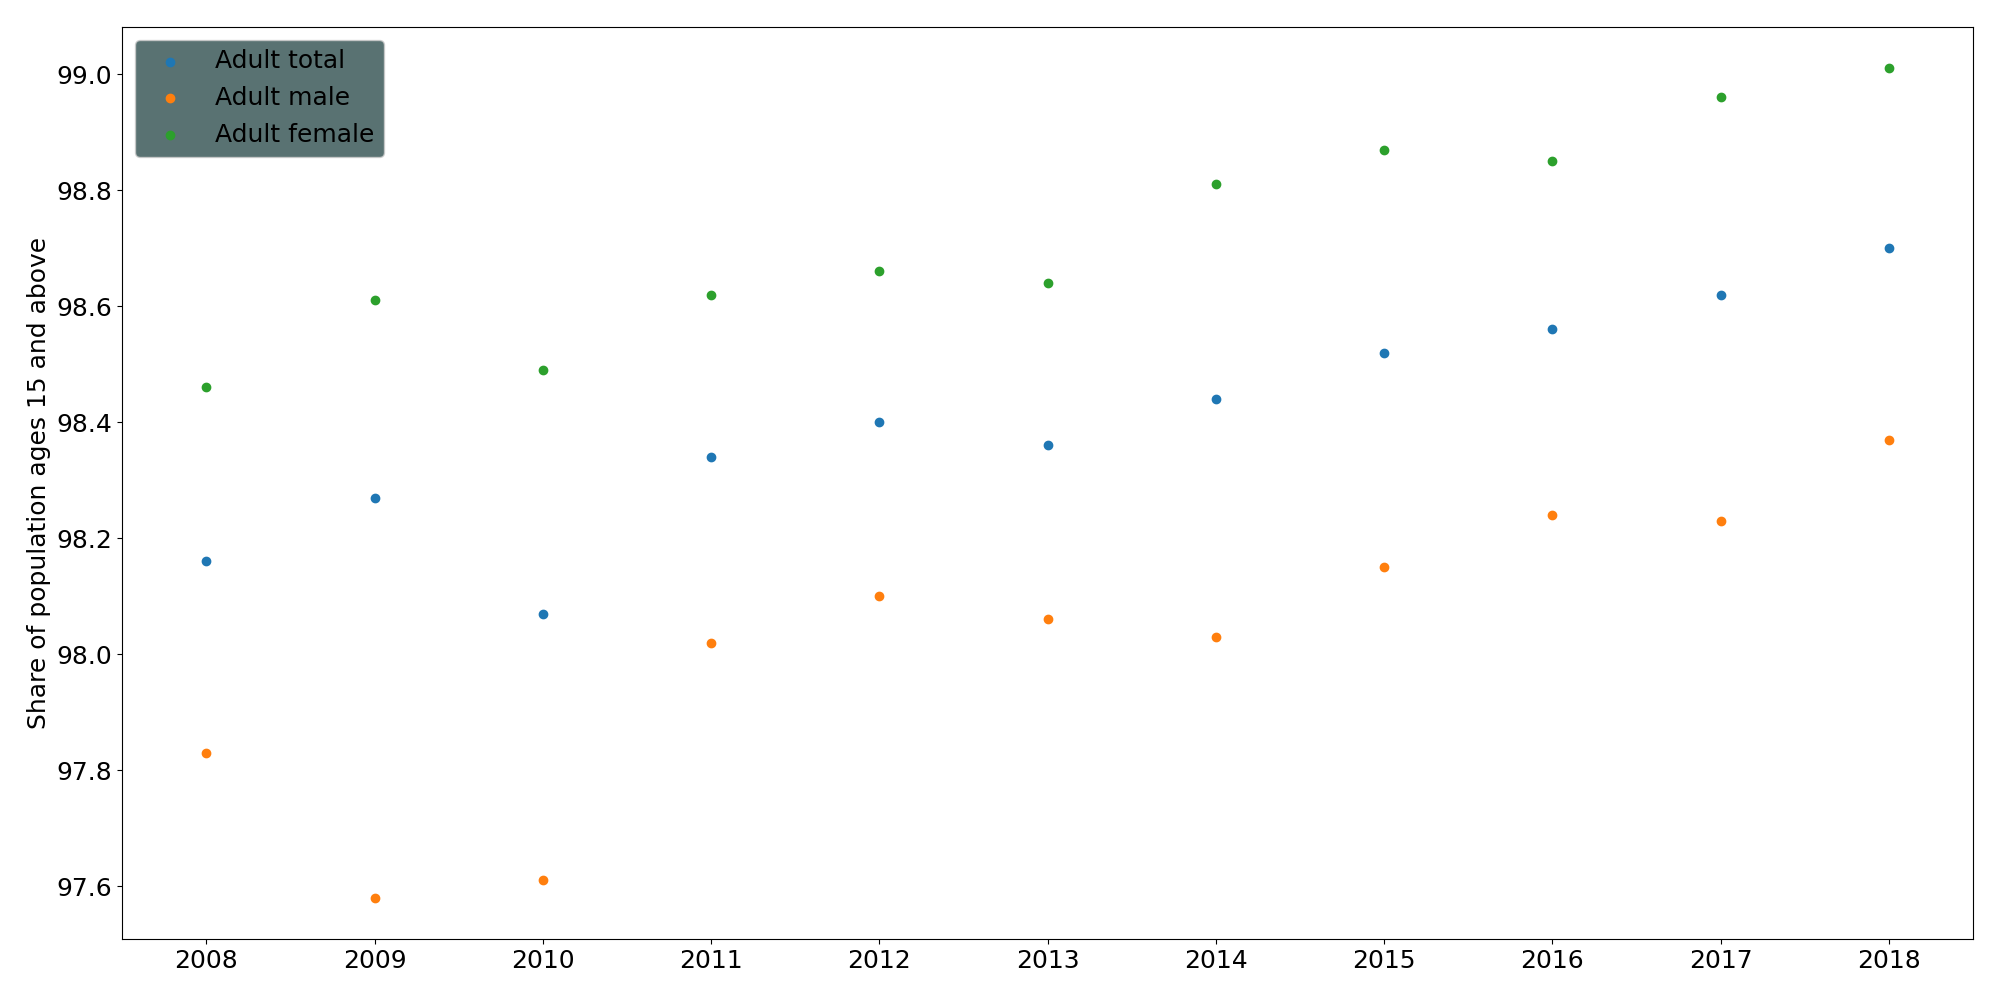 Adult total
Adult male
Adult female
Share of population ages 15 and above
99.0
98.8
98.6
98.4
98.2
98.0
97.8
97.6
2008 2009 2010 2011 2012 2013 2014 2015 2016 2017 2018